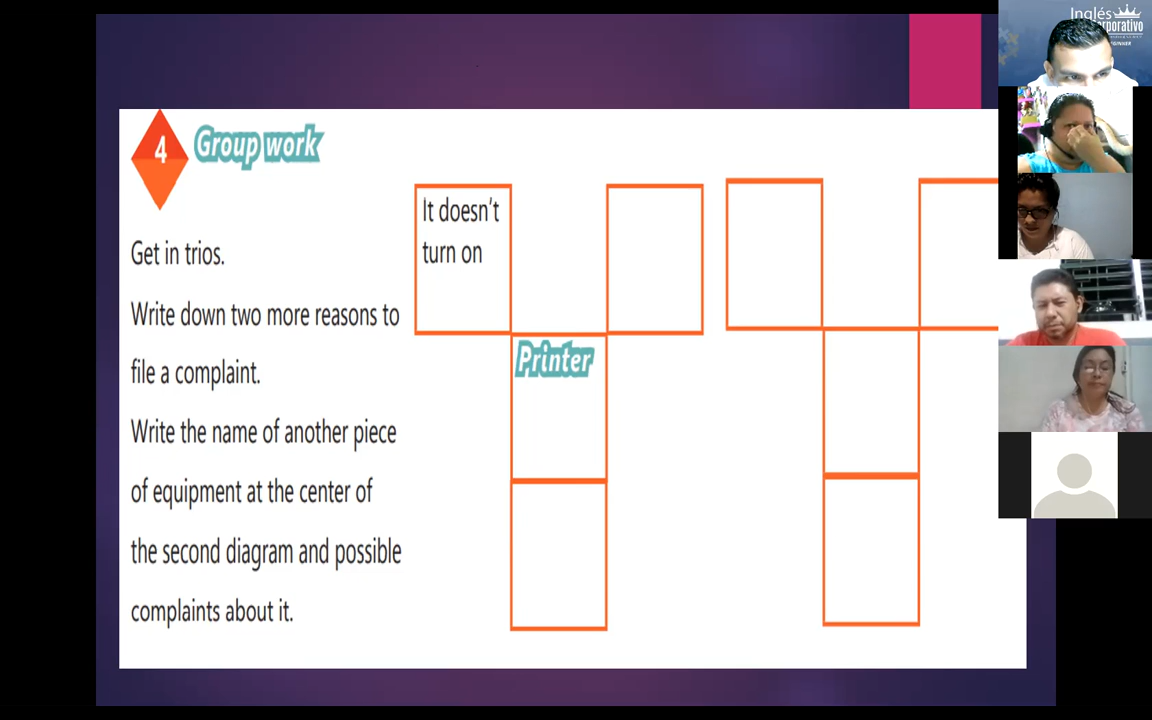 4
Group work
Get in trios.
Write down two more reasons to
file a complaint.
Write the name of another piece
of equipment at the center of
the second diagram and possible
complaints about it.
It doesn't
turn on
Printer
Inglés